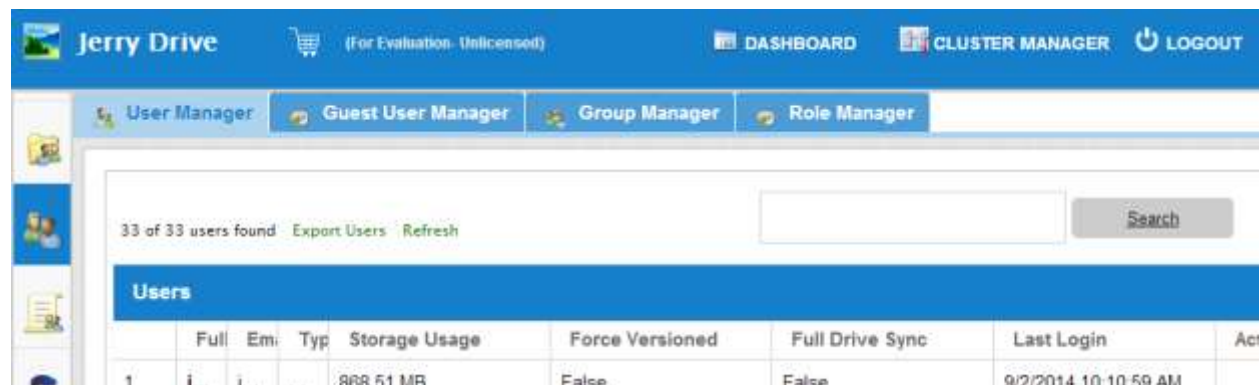 Jerry Drive (For Evaluation- Unlicensed) DASHBOARD CLUSTER MANAGER LOGOUT
User Manager Guest User Manager Group Manager Role Manager
33 of 33 users found Export Users Refresh Search
Users
Full Em Typ Storage Usage Force Versioned Full Drive Sync Last Login Act
1 868.51 MB False False 9/2/2014 10:10:59 AM